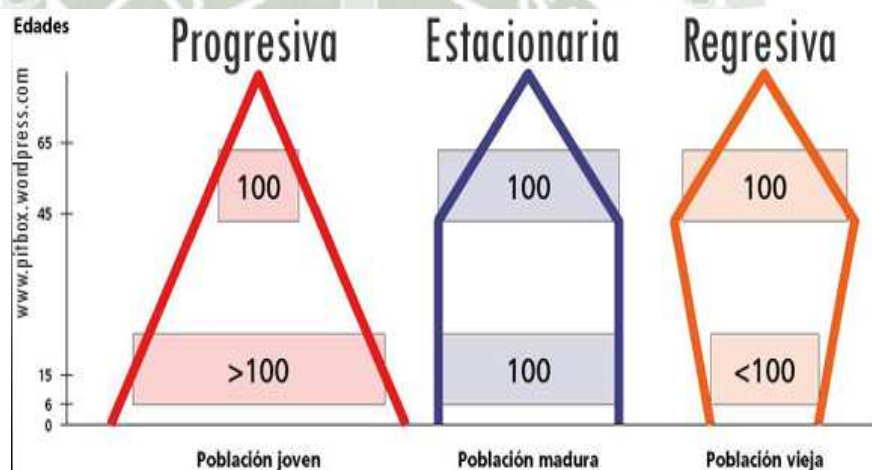 Edades
Progresiva
Estacionaria
Regresiva
www.pitbox.wordpress.com
65
45
15
6
0
100
100
100
>100
100
<100
Población joven
Población madura
Población vieja